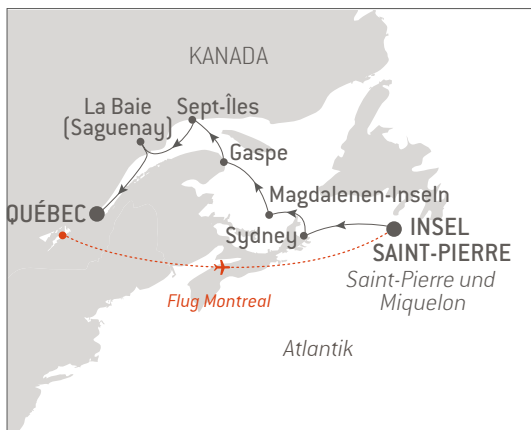 KANADA
La Baie
(Saguenay)
Sept-Îles
Gaspe
Magdalenen-Inseln
QUÉBEC
Sydney
INSEL
SAINT-PIERRE
Saint-Pierre und
Miquelon
Flug Montreal
Atlantik